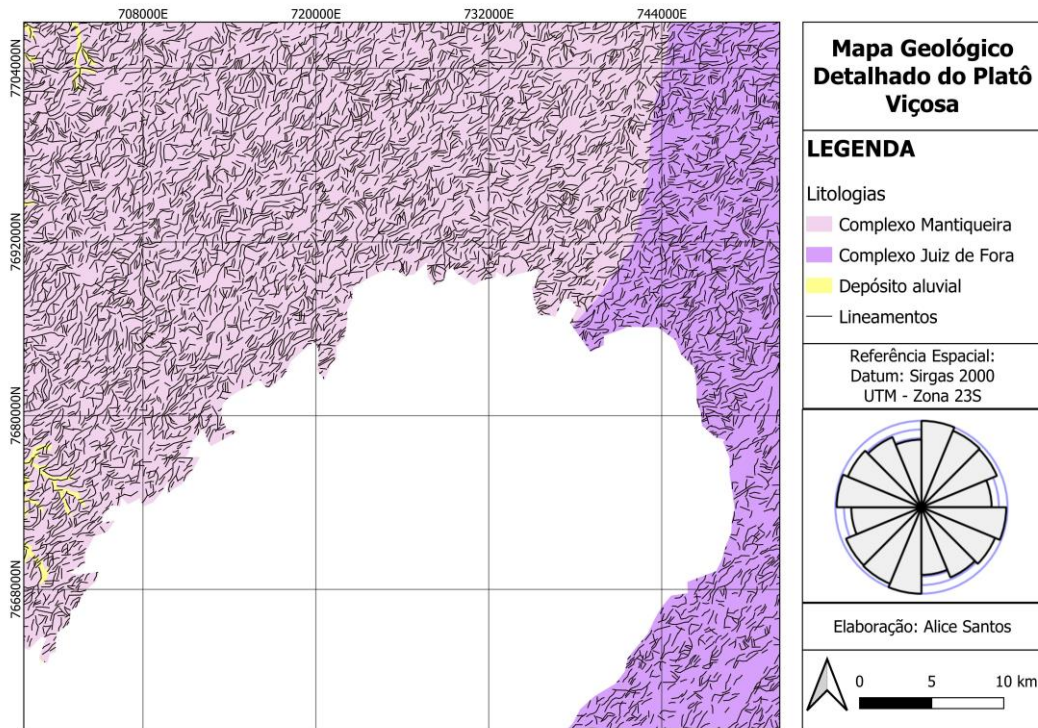 708000E
720000E
732000E
744000E
7704000N
7692000N
7680000N
7668000N
Mapa Geológico
Detalhado do Platô
Viçosa
LEGENDA
Litologias
Complexo Mantiqueira
Complexo Juiz de Fora
Depósito aluvial
Lineamentos
Referência Espacial:
Datum: Sirgas 2000
UTM - Zona 23S
Elaboração: Alice Santos
0 5 10 km